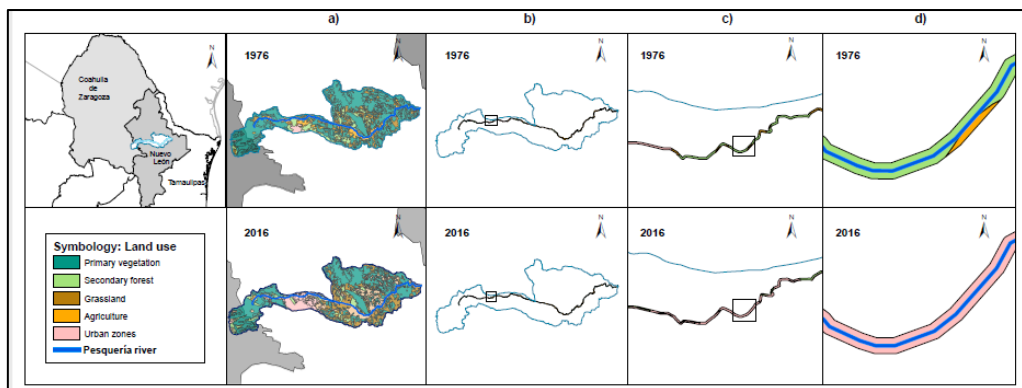 a)
b)
c)
d)
N
Coahuila
de
Zaragoza
Nuevo
León
Tamaulipas
1976
N
1976
N
1976
N
1976
N
2016
N
2016
N
2016
N
2016
N
Symbology: Land use
Primary vegetation
Secondary forest
Grassland
Agriculture
Urban zones
Pesquería river